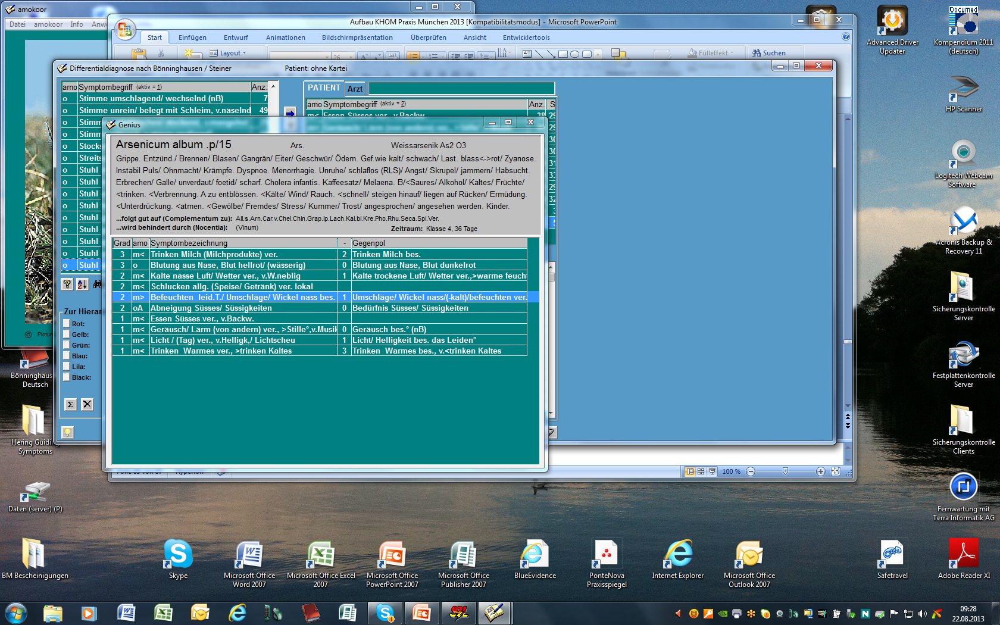 amokoor
Datei amokoor Info
Aufbau KHOM Praxis München 2013 [Kompatibilitätsmodus] - Microsoft PowerPoint
Start Einfügen Entwurf Animationen Bildschirmpräsentation Überprüfen Ansicht Entwicklertools
Layout Fülleffekt Suchen
Differentialdiagnose nach Bönninghausen / Steiner Patient: ohne Kartei
amo Symptombegriff (aktiv = 1) Anz.
o Stimme umschlagend/ wechselnd (nB) 7
o Stimme unrein/ belegt mit Schleim, v.näselnd 49
o Stimm
o Stimm
o Stocks
o Streits
o Stuhl
o Stuhl
o Stuhl
o Stuhl
o Stuhl
o Stuhl
o Stuhl
o Stuhl
o Stuhl
PATIENT Arzt
amo Symptombegriff (aktiv = 2) Anz. S
m< Essen Süsses ver., v.Backw. 38 29
Zur Hierar
Rot:
Gelb:
Grün:
Blau:
Lila:
Black:
Genius
Arsenicum album .p/15 Ars. Weissarsenik As2 O3
Grippe. Entzünd./ Brennen/ Blasen/ Gangrän/ Eiter/ Geschwür/ Ödem. Gef.wie kalt/ schwach/ Last. blass<->rot/ Zyanose.
Instabil Puls/ Ohnmacht/ Krämpfe. Dyspnoe. Menorrhagie. Unruhe/ schlaflos (RLS)/ Angst/ Skrupel/ jammern/ Habsucht.
Erbrechen/ Galle/ unverdaut/ foetid/ scharf. Cholera infantis. Kaffeesatz/ Melaena. B/<Saures/ Alkohol/ Kaltes/ Früchte/
<trinken. <Verbrennung. A zu entblössen. <Kälte/ Wind/ Rauch. <schnell/ steigen hinauf/ liegen auf Rücken/ Ermüdung.
<Unterdrückung. <atmen. <Gewölbe/ Fremdes/ Stress/ Kummer/ Trost/ angesprochen/ angesehen werden. Kinder.
...folgt gut auf (Complementum zu): All.s.Arn.Car.v.Chel.Chin.Grap.Ip.Lach.Kal.bi.Kre.Pho.Rhu.Seca.Spi.Ver.
...wird behindert durch (Nocentia): (Vinum) Zeitraum: Klasse 4, 36 Tage
Grad amo Symptombezeichnung - Gegenpol
3 m< Trinken Milch (Milchprodukte) ver. 2 Trinken Milch bes.
3 o Blutung aus Nase, Blut hellrot/ (wässerig) 0 Blutung aus Nase, Blut dunkelrot
2 m< Kalte nasse Luft/ Wetter ver., v.W.neblig 1 Kalte trockene Luft/ Wetter ver.,>warme feuch
2 m< Schlucken allg. (Speise/ Getränk) ver. lokal
2 m> Befeuchten leid.T./ Umschläge/ Wickel nass bes. 1 Umschläge/ Wickel nass/(-kalt)/befeuchten ver.
2 oA Abneigung Süsses/ Süssigkeiten 0 Bedürfnis Süsses/ Süssigkeiten
1 m< Essen Süsses ver., v.Backw.
1 m< Geräusch/ Lärm (von andern) ver., >Stille°,v.Musik 0 Geräusch bes.° (nB)
1 m< Licht / (Tag) ver., v.Helligk,/ Lichtscheu 1 Licht/ Helligkeit bes. das Leiden°
1 m< Trinken Warmes ver., >trinken Kaltes 3 Trinken Warmes bes., v.<trinken Kaltes
100 %
Advanced Driver Updater
Documed
Kompendium 2011 (deutsch)
HP Scanner
Logitech Webcam Software
Acronis Backup & Recovery 11
Sicherungskontrolle Server
Festplattenkontrolle Server
Sicherungskontrolle Clients
Fernwartung mit Terra Informatik AG
© Picture
Bönninghaus
Deutsch
Hering Guidi
Symptoms
Daten (server) (P)
BM Bescheinigungen
Skype
Microsoft Office Word 2007
Microsoft Office Excel 2007
Microsoft Office PowerPoint 2007
Microsoft Office Publisher 2007
BlueEvidence
PonteNova Praxisspiegel
Internet Explorer
Microsoft Office Outlook 2007
Safetravel
Adobe Reader XI
09:28
22.08.2013